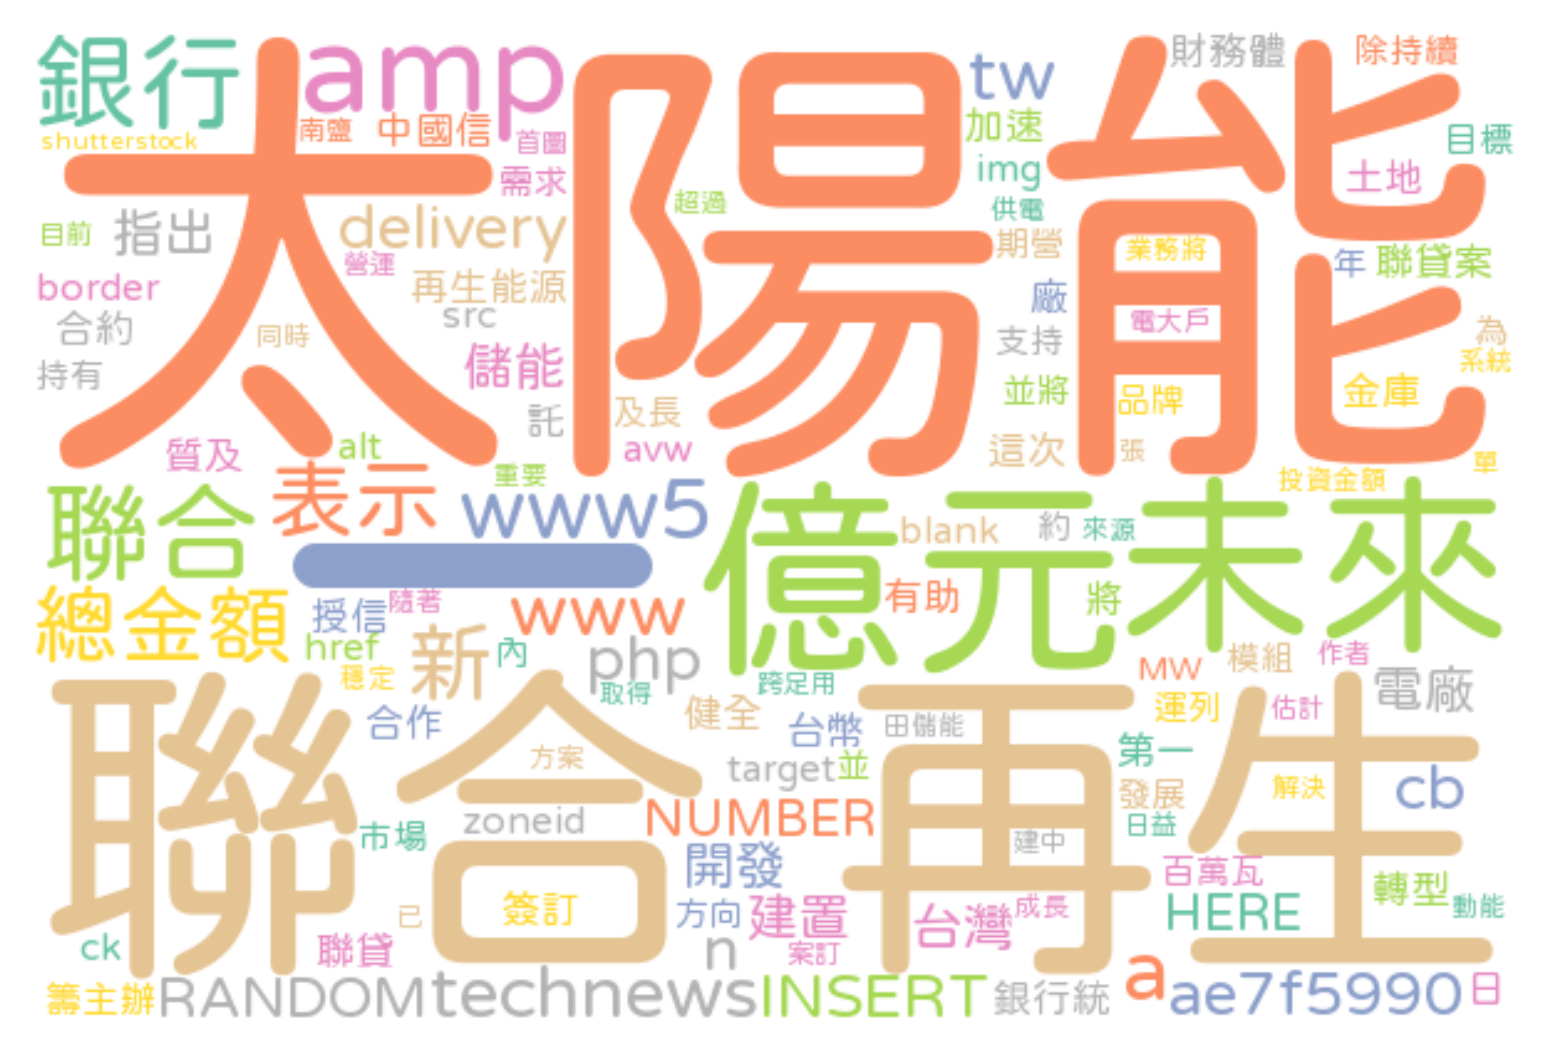 銀行
amp
tw
財務體
除持續
太陽能
shutterstock
南鹽
中國信
首圖
加速
目標
需求
img
土地
超過
供電
目前
指出
delivery
期營
業務將
年
聯貸案
營運
border
再生能源
廠
src
電大戶
合約
同時
支持
為
系統
持有
儲能
並將
品牌
金庫
託
及長
質及
alt
avw
這次
張
單
重要
投資金額
聯合
表示
www5
億元未來
blank
約
來源
一
總金額
授信
隨著
www
有助
將
href
新
內
php
MW
模組
作者
穩定
取得
跨足用
電廠
聯合再生
合作
健全
台幣
田儲能
運列
估計
方案
target
並
第一
解決
cb
zoneid
NUMBER
發展
市場
建中
日益
開發
百萬瓦
簽訂
轉型
已
方向
建置
台灣
成長
HERE
動能
ck
聯貸
n
案訂
a
籌主辦
RANDOM
technews
INSERT
銀行統
ae7f5990
日